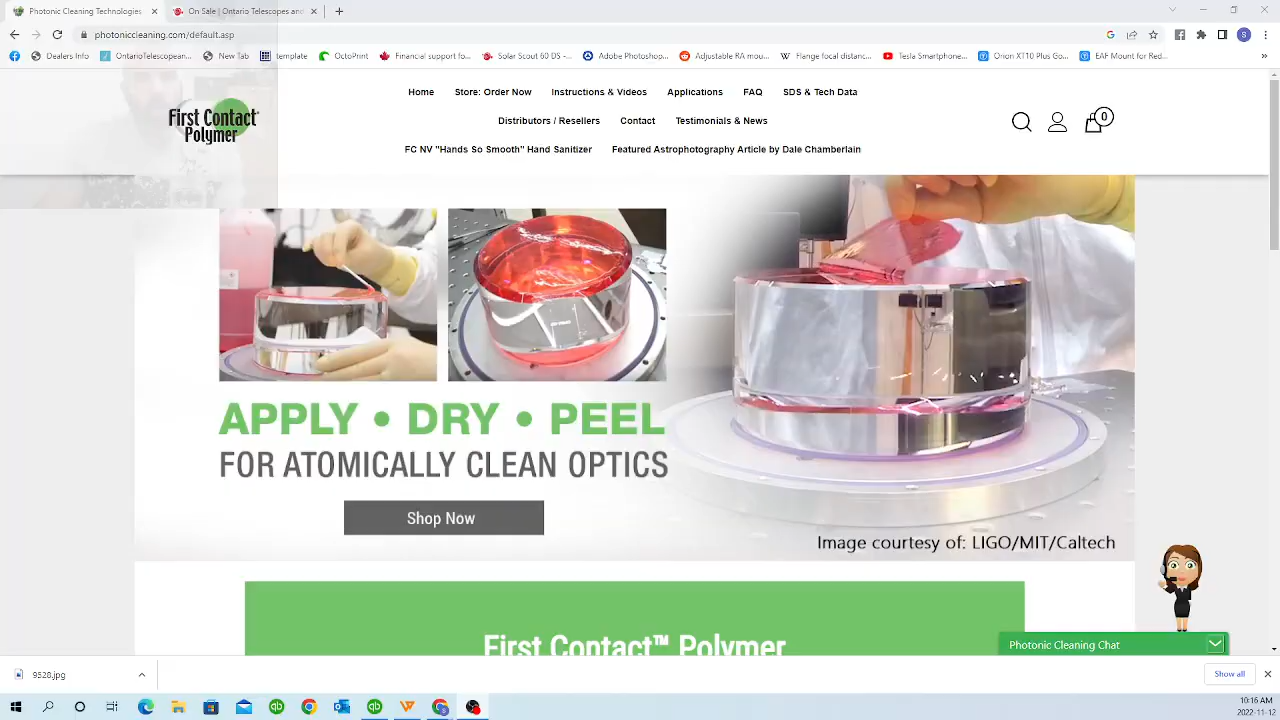 Photonic Cleaning Technologies
On Sale | Ontario Telescopes and
photoniccleaning.com/default.asp
G
S
Dealers Info
OntarioTelescope
New Tab
template
OctoPrint
Financial suppo­rt fo...
Solar Scout 60 DS -...
Adobe Photoshop...
Adjustable RA mou...
Flange focal distanc...
Tesla Smartphone...
Orion XT10 Plus Go...
EAF Mount for Red...
»
First Contact®
Polymer
Home
Store: Order Now
Instructions & Videos
Applications
FAQ
SDS & Tech Data
Distributors / Resellers
Contact
Testimonials & News
FC NV "Hands So Smooth" Hand Sanitizer
Featured Astrophotography Article by Dale Chamberlain
0
APPLY • DRY • PEEL
FOR ATOMICALLY CLEAN OPTICS
Shop Now
Image courtesy of: LIGO/MIT/Caltech
First Contact™ Polymer
Photonic Cleaning Chat
9528.jpg
Show all
10:16 AM
2022-11-12